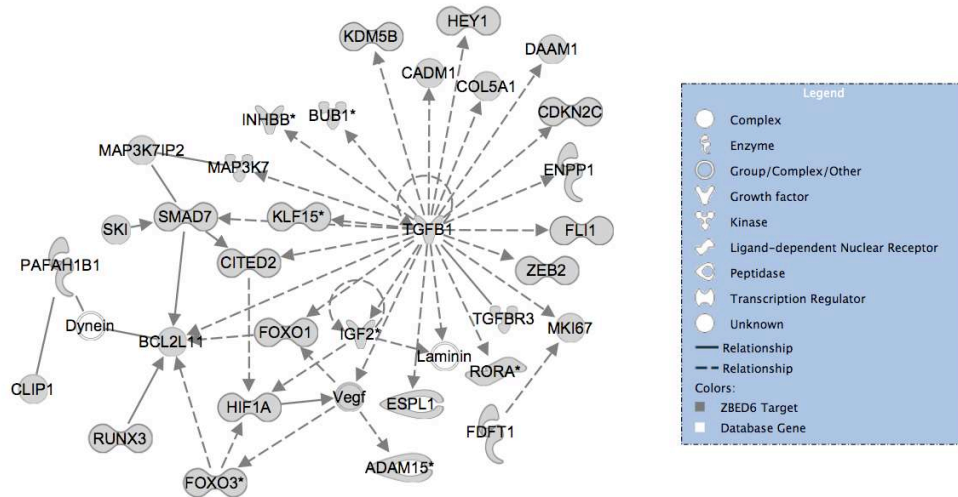 HEY1
KDM5B
DAAM1
CADM1
COL5A1
INHBB*
BUB1*
CDKN2C
MAP3K7IP2
MAP3K7
ENPP1
SKI
SMAD7
KLF15*
TGFB1
FLI1
PAFAH1B1
CITED2
ZEB2
Dynein
BCL2L11
FOXO1
IGF2*
TGFBR3
MKI67
Laminin
RORA*
CLIP1
HIF1A
Vegf
ESPL1
RUNX3
FDFT1
FOXO3*
ADAM15*
Legend
Complex
Enzyme
Group/Complex/Other
Growth factor
Kinase
Ligand-dependent Nuclear Receptor
Peptidase
Transcription Regulator
Unknown
Relationship
Relationship
Colors:
ZBED6 Target
Database Gene